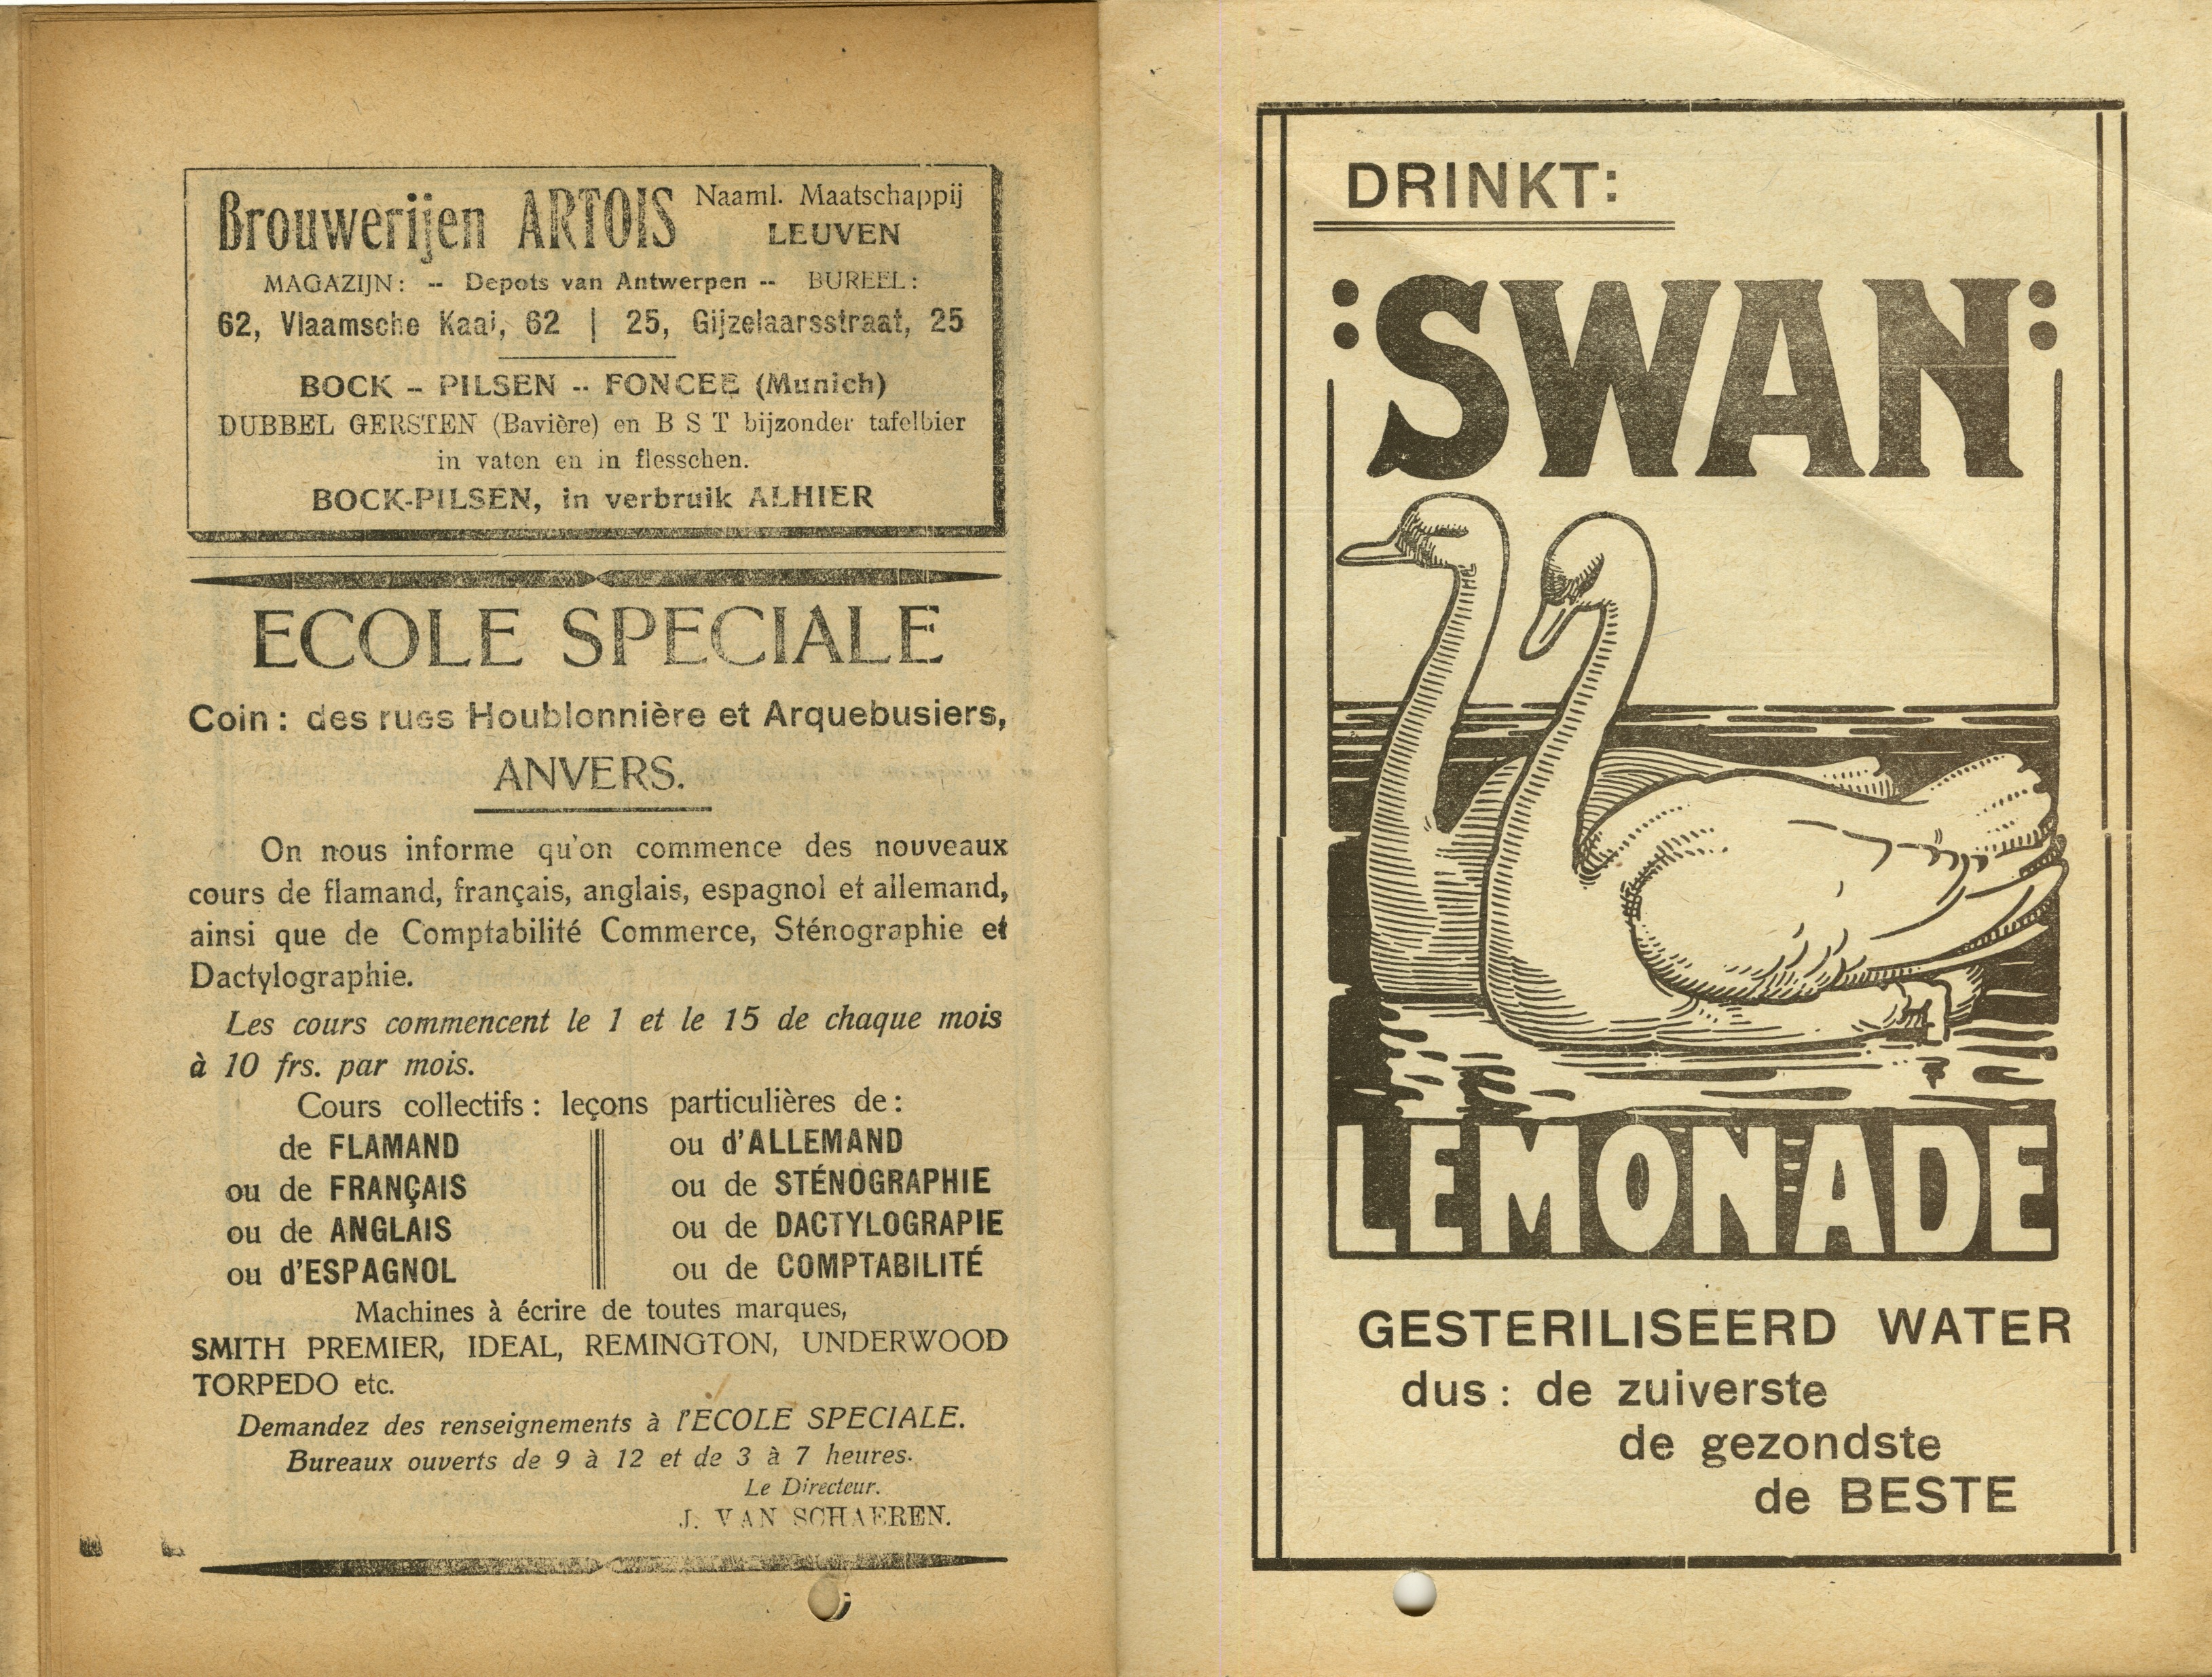 Brouwerijen ARTOIS Naaml. Maatschappij
LEUVEN
MAGAZIJN: -- Depots van Antwerpen -- BUREEL:
62, Vlaamsche Kaai, 62 | 25, Gijzelaarsstraat, 25
BOCK - PILSEN -- FONCEE (Munich)
DUBBEL GERSTEN (Bavière) en B S T bijzonder tafelbier
in vaten en in flesschen.
BOCK-PILSEN, in verbruik ALHIER
ECOLE SPECIALE
Coin: des rues Houblonnière et Arquebusiers,
ANVERS.
On nous informe qu'on commence des nouveaux
cours de flamand, français, anglais, espagnol et allemand,
ainsi que de Comptabilité Commerce, Sténographie et
Dactylographie.
Les cours commencent le 1 et le 15 de chaque mois
à 10 frs. par mois.
Cours collectifs: leçons particulières de:
de FLAMAND
ou de FRANÇAIS
ou de ANGLAIS
ou d'ESPAGNOL
ou d'ALLEMAND
ou de STÉNOGRAPHIE
ou de DACTYLOGRAPIE
ou de COMPTABILITÉ
Machines à écrire de toutes marques,
SMITH PREMIER, IDEAL, REMINGTON, UNDERWOOD
TORPEDO etc.
Demandez des renseignements à l'ECOLE SPECIALE.
Bureaux ouverts de 9 à 12 et de 3 à 7 heures.
Le Directeur.
J. VAN SCHAEREN.
DRINKT:
:SWAN:
LEMONADE
GESTERILISEERD WATER
dus: de zuiverste
de gezondste
de BESTE